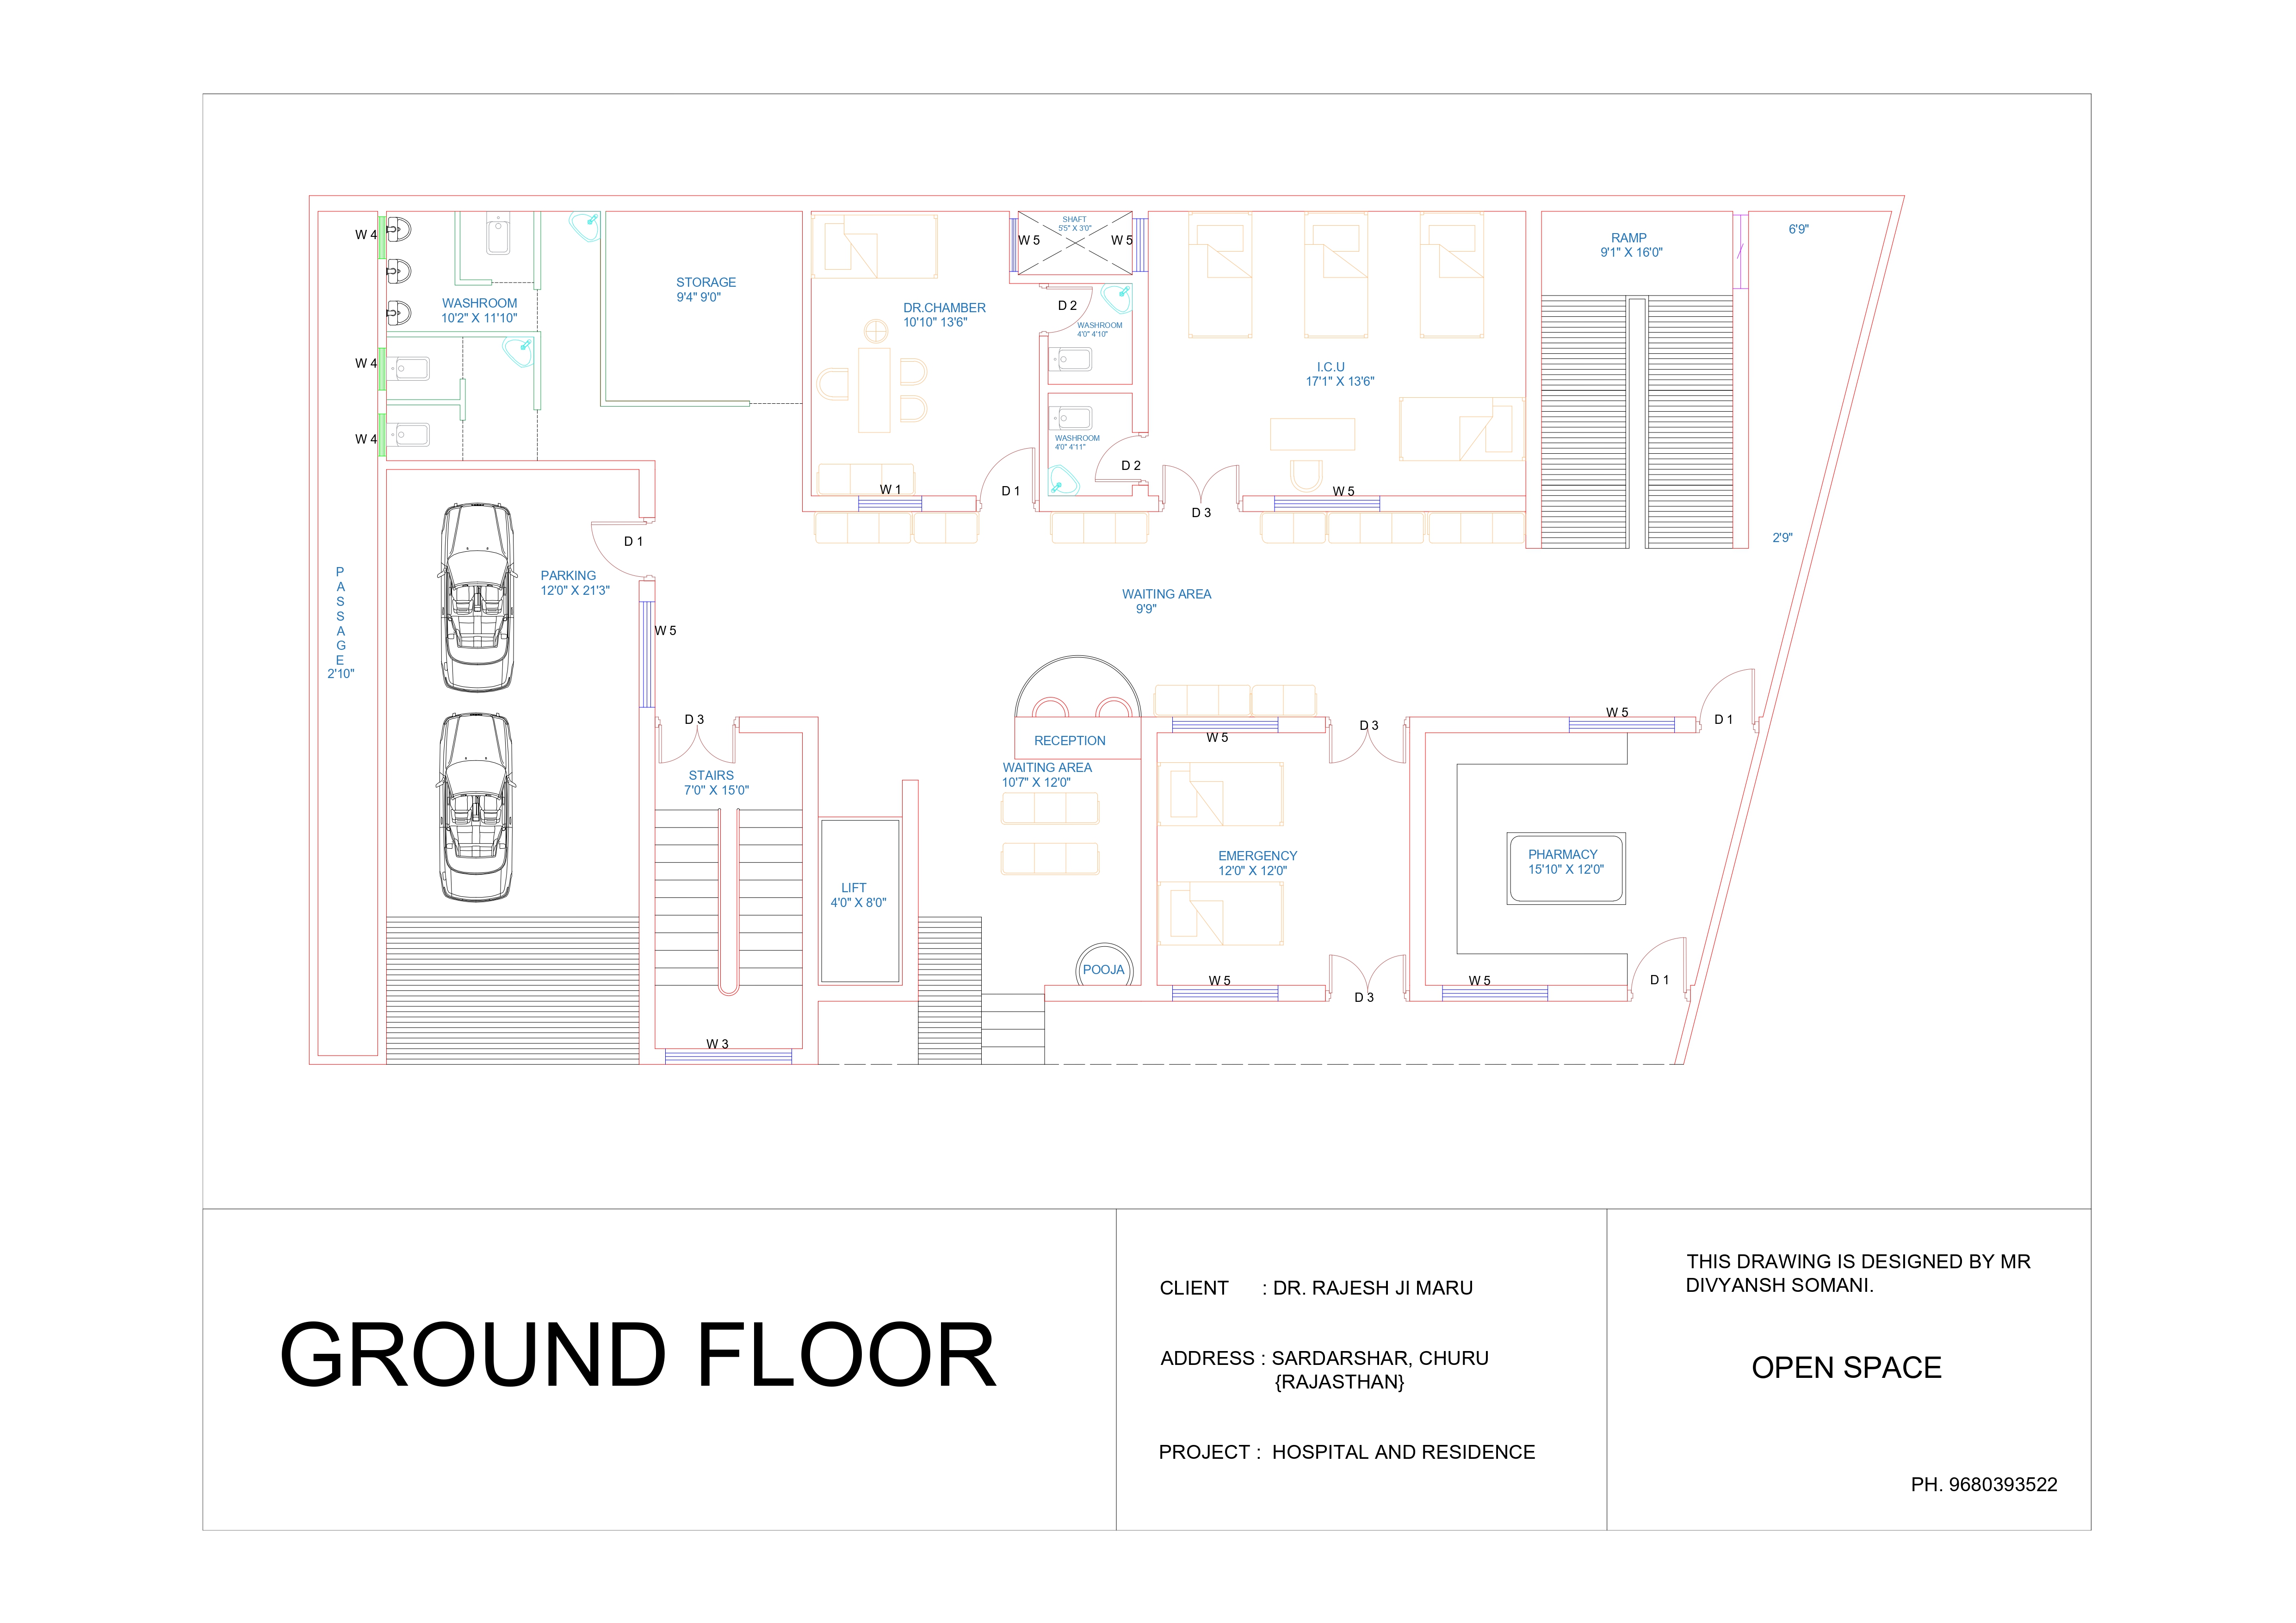 W 4
W 4
W 4
WASHROOM
10'2" X 11'10"
STORAGE
9'4" 9'0"
DR.CHAMBER
10'10" 13'6"
W 1
D 1
SHAFT
5'5" X 3'0"
W 5
W 5
D 2
WASHROOM
4'0" 4'10"
WASHROOM
4'0" 4'11"
D 2
D 3
I.C.U
17'1" X 13'6"
W 5
RAMP
9'1" X 16'0"
6'9"
2'9"
P
A
S
S
A
G
E
2'10"
D 1
PARKING
12'0" X 21'3"
W 5
WAITING AREA
9'9"
D 3
STAIRS
7'0" X 15'0"
W 3
LIFT
4'0" X 8'0"
RECEPTION
WAITING AREA
10'7" X 12'0"
POOJA
W 5
D 3
EMERGENCY
12'0" X 12'0"
W 5
D 3
W 5
D 1
PHARMACY
15'10" X 12'0"
W 5
D 1
GROUND FLOOR
CLIENT : DR. RAJESH JI MARU
ADDRESS : SARDARSHAR, CHURU
{RAJASTHAN}
PROJECT : HOSPITAL AND RESIDENCE
THIS DRAWING IS DESIGNED BY MR
DIVYANSH SOMANI.
OPEN SPACE
PH. 9680393522